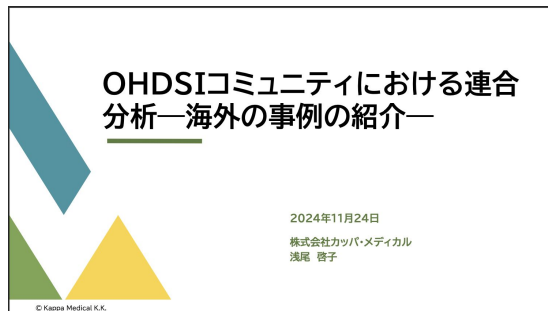 OHDSIコミュニティにおける連合
分析―海外の事例の紹介―
2024年11月24日
株式会社カッパ・メディカル
浅尾 啓子
© Kappa Medical K.K.